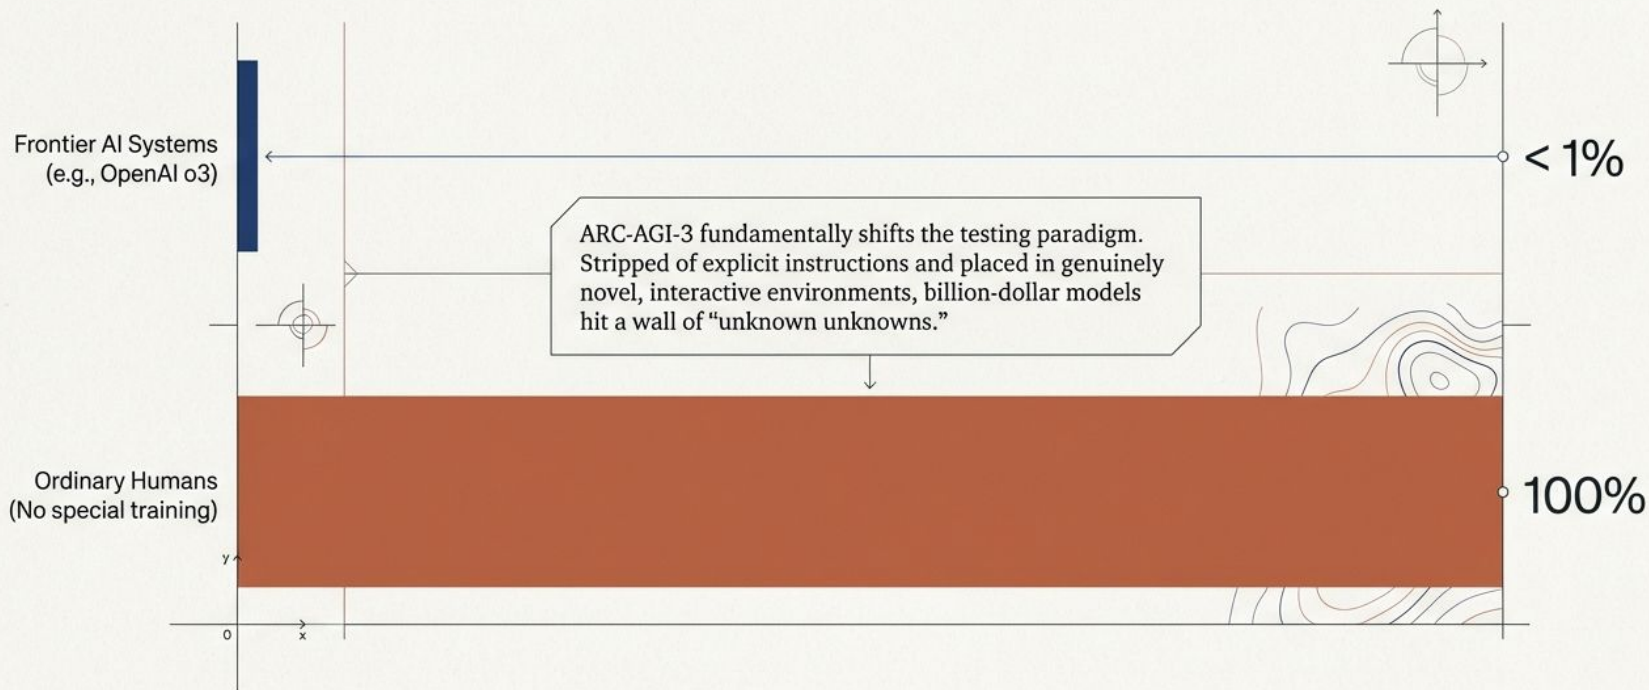 Frontier AI Systems
(e.g., OpenAI o3)
< 1%
ARC-AGI-3 fundamentally shifts the testing paradigm.
Stripped of explicit instructions and placed in genuinely
novel, interactive environments, billion-dollar models
hit a wall of “unknown unknowns.”
Ordinary Humans
(No special training)
100%
y
0
x